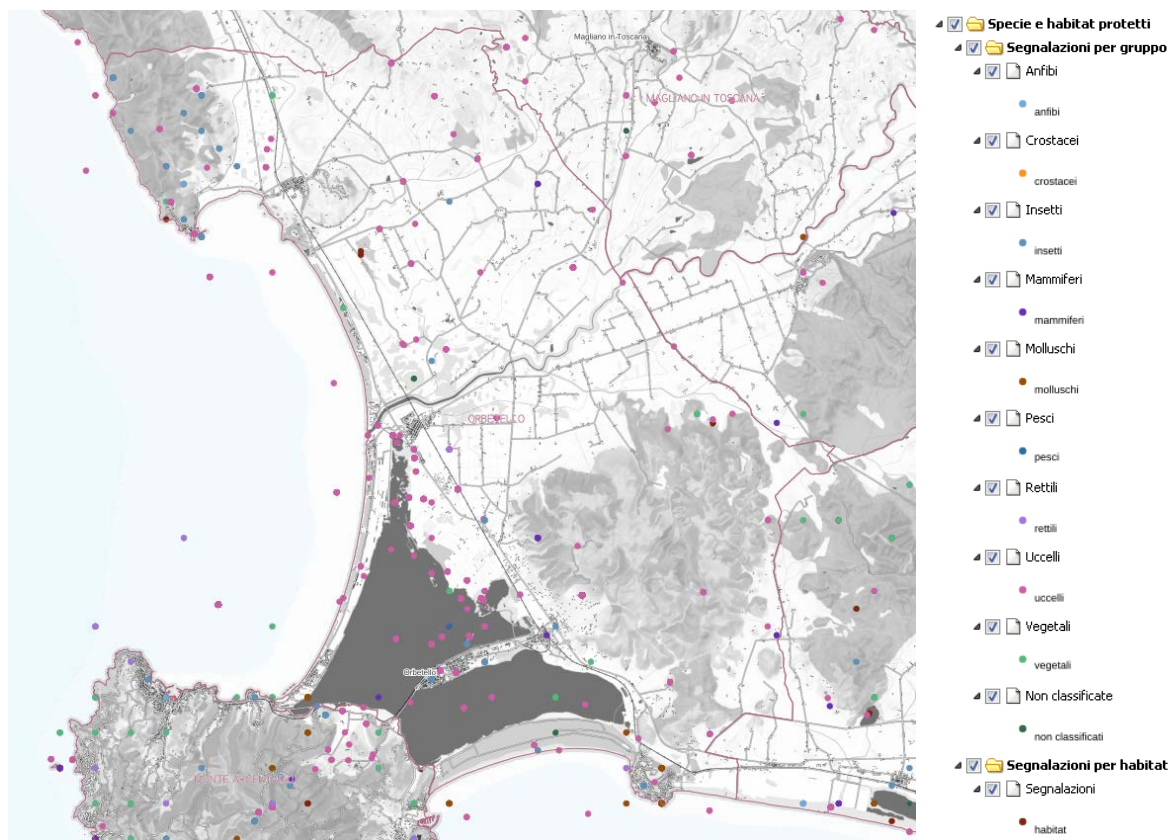 Magliano in Toscana
MAGLIANO IN TOSCANA
ORBETELLO
Orbetello
MONTE ARGENTARIO
Specie e habitat protetti
Segnalazioni per gruppo
Anfibi
anfibi
Crostacei
crostacei
Insetti
insetti
Mammiferi
mammiferi
Molluschi
molluschi
Pesci
pesci
Rettili
rettili
Uccelli
uccelli
Vegetali
vegetali
Non classificate
non classificati
Segnalazioni per habitat
Segnalazioni
habitat